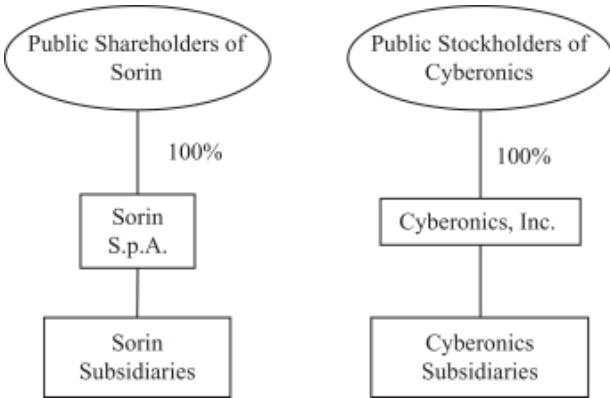 Public Shareholders of
Sorin
100%
Sorin
S.p.A.
Sorin
Subsidiaries
Public Stockholders of
Cyberonics
100%
Cyberonics, Inc.
Cyberonics
Subsidiaries